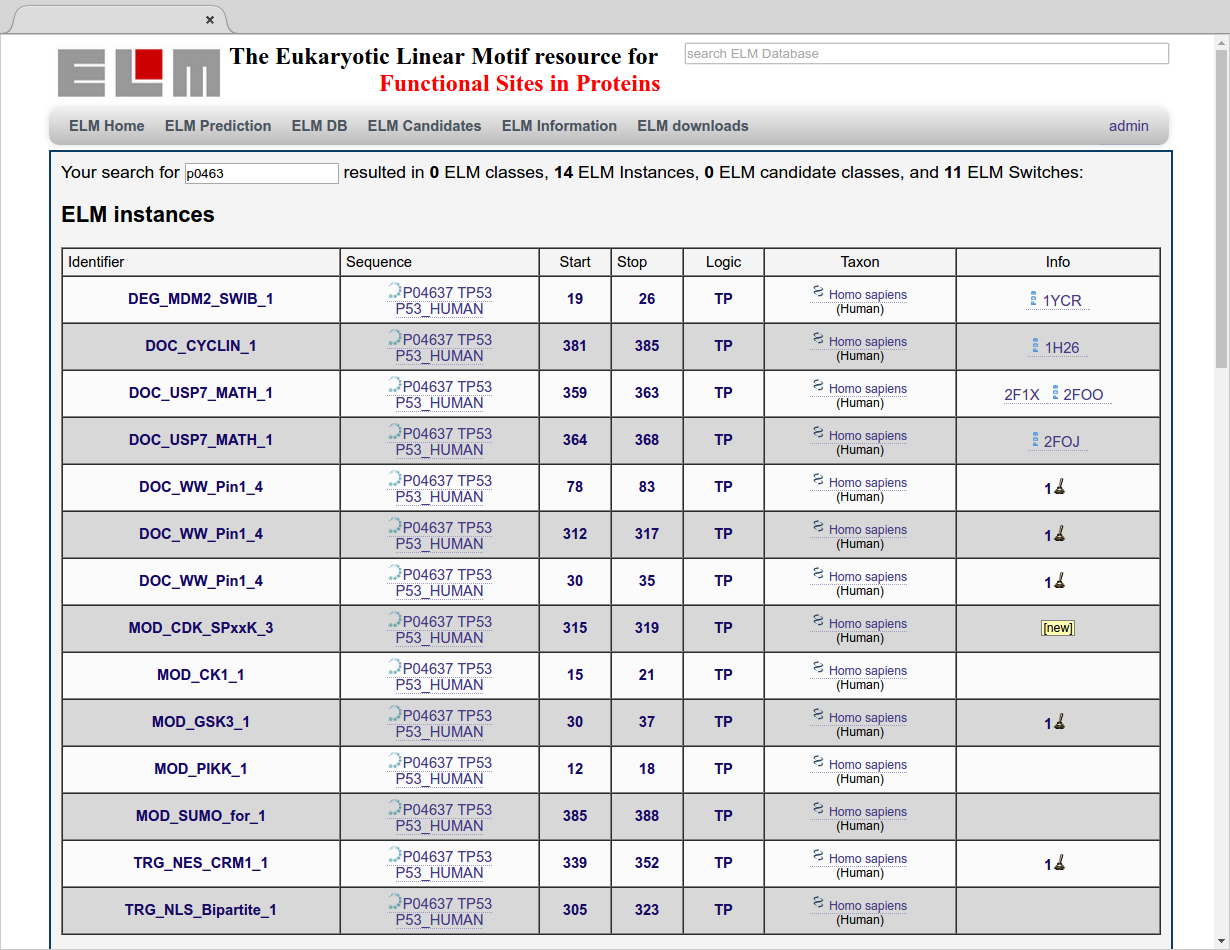 ELM The Eukaryotic Linear Motif resource for
Functional Sites in Proteins
search ELM Database
ELM Home ELM Prediction ELM DB ELM Candidates ELM Information ELM downloads admin
Your search for p0463 resulted in 0 ELM classes, 14 ELM Instances, 0 ELM candidate classes, and 11 ELM Switches:
ELM instances
Identifier Sequence Start Stop Logic Taxon Info
DEG_MDM2_SWIB_1 P04637 TP53 19 26 TP Homo sapiens 1YCR
P53_HUMAN (Human)
DOC_CYCLIN_1 P04637 TP53 381 385 TP Homo sapiens 1H26
P53_HUMAN (Human)
DOC_USP7_MATH_1 P04637 TP53 359 363 TP Homo sapiens 2F1X 2FOO
P53_HUMAN (Human)
DOC_USP7_MATH_1 P04637 TP53 364 368 TP Homo sapiens 2FOJ
P53_HUMAN (Human)
DOC_WW_Pin1_4 P04637 TP53 78 83 TP Homo sapiens 1
P53_HUMAN (Human)
DOC_WW_Pin1_4 P04637 TP53 312 317 TP Homo sapiens 1
P53_HUMAN (Human)
DOC_WW_Pin1_4 P04637 TP53 30 35 TP Homo sapiens 1
P53_HUMAN (Human)
MOD_CDK_SPxxK_3 P04637 TP53 315 319 TP Homo sapiens [new]
P53_HUMAN (Human)
MOD_CK1_1 P04637 TP53 15 21 TP Homo sapiens
P53_HUMAN (Human)
MOD_GSK3_1 P04637 TP53 30 37 TP Homo sapiens 1
P53_HUMAN (Human)
MOD_PIKK_1 P04637 TP53 12 18 TP Homo sapiens
P53_HUMAN (Human)
MOD_SUMO_for_1 P04637 TP53 385 388 TP Homo sapiens
P53_HUMAN (Human)
TRG_NES_CRM1_1 P04637 TP53 339 352 TP Homo sapiens 1
P53_HUMAN (Human)
TRG_NLS_Bipartite_1 P04637 TP53 305 323 TP Homo sapiens
P53_HUMAN (Human)